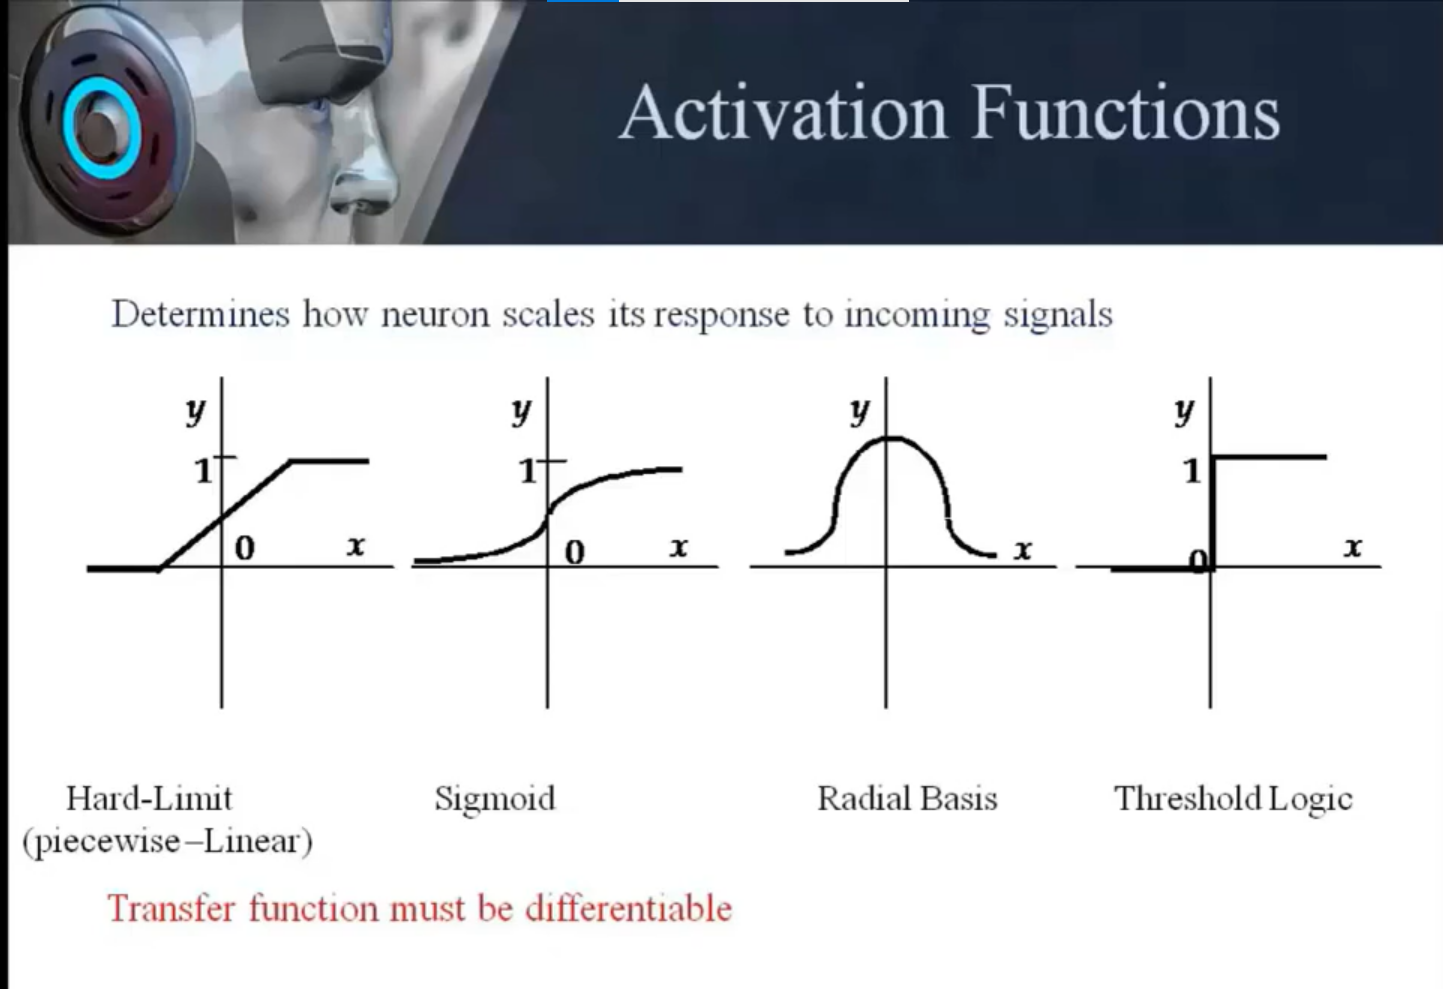 Activation Functions
Determines how neuron scales its response to incoming signals
y
1
0
x
y
1
0
x
y
x
y
1
0
x
Hard-Limit
(piecewise–Linear)
Sigmoid
Radial Basis
Threshold Logic
Transfer function must be differentiable